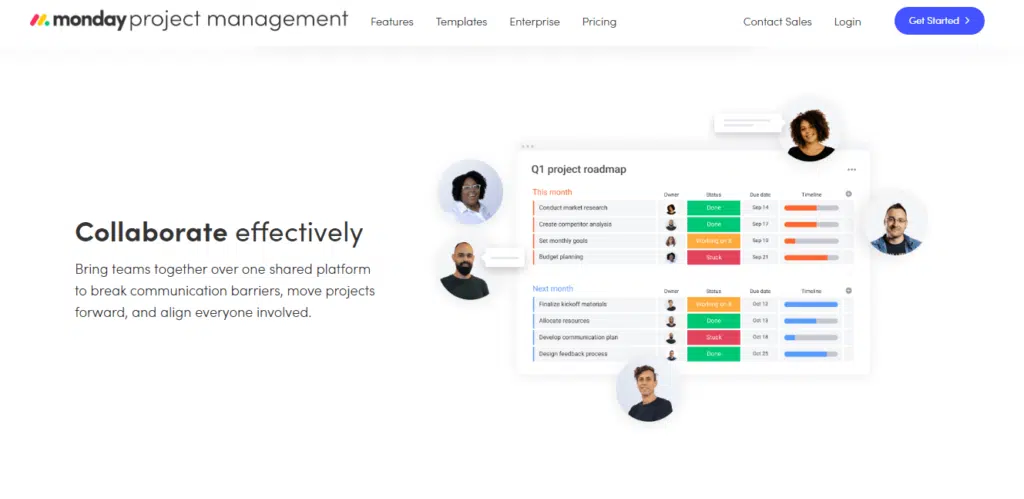 monday project management Features Templates Enterprise Pricing Contact Sales Login Get Started
Collaborate effectively
Bring teams together over one shared platform
to break communication barriers, move projects
forward, and align everyone involved.
Q1 project roadmap
This month Owner Status Due date Timeline
Conduct market research Done Sep 14
Create competitor analysis Done Sep 17
Set monthly goals Working on it Sep 19
Budget planning Stuck Sep 21
Next month Owner Status Due date Timeline
Finalize kickoff materials Working on it Oct 12
Allocate resources Done Oct 13
Develop communication plan Stuck Oct 18
Design feedback process Done Oct 25